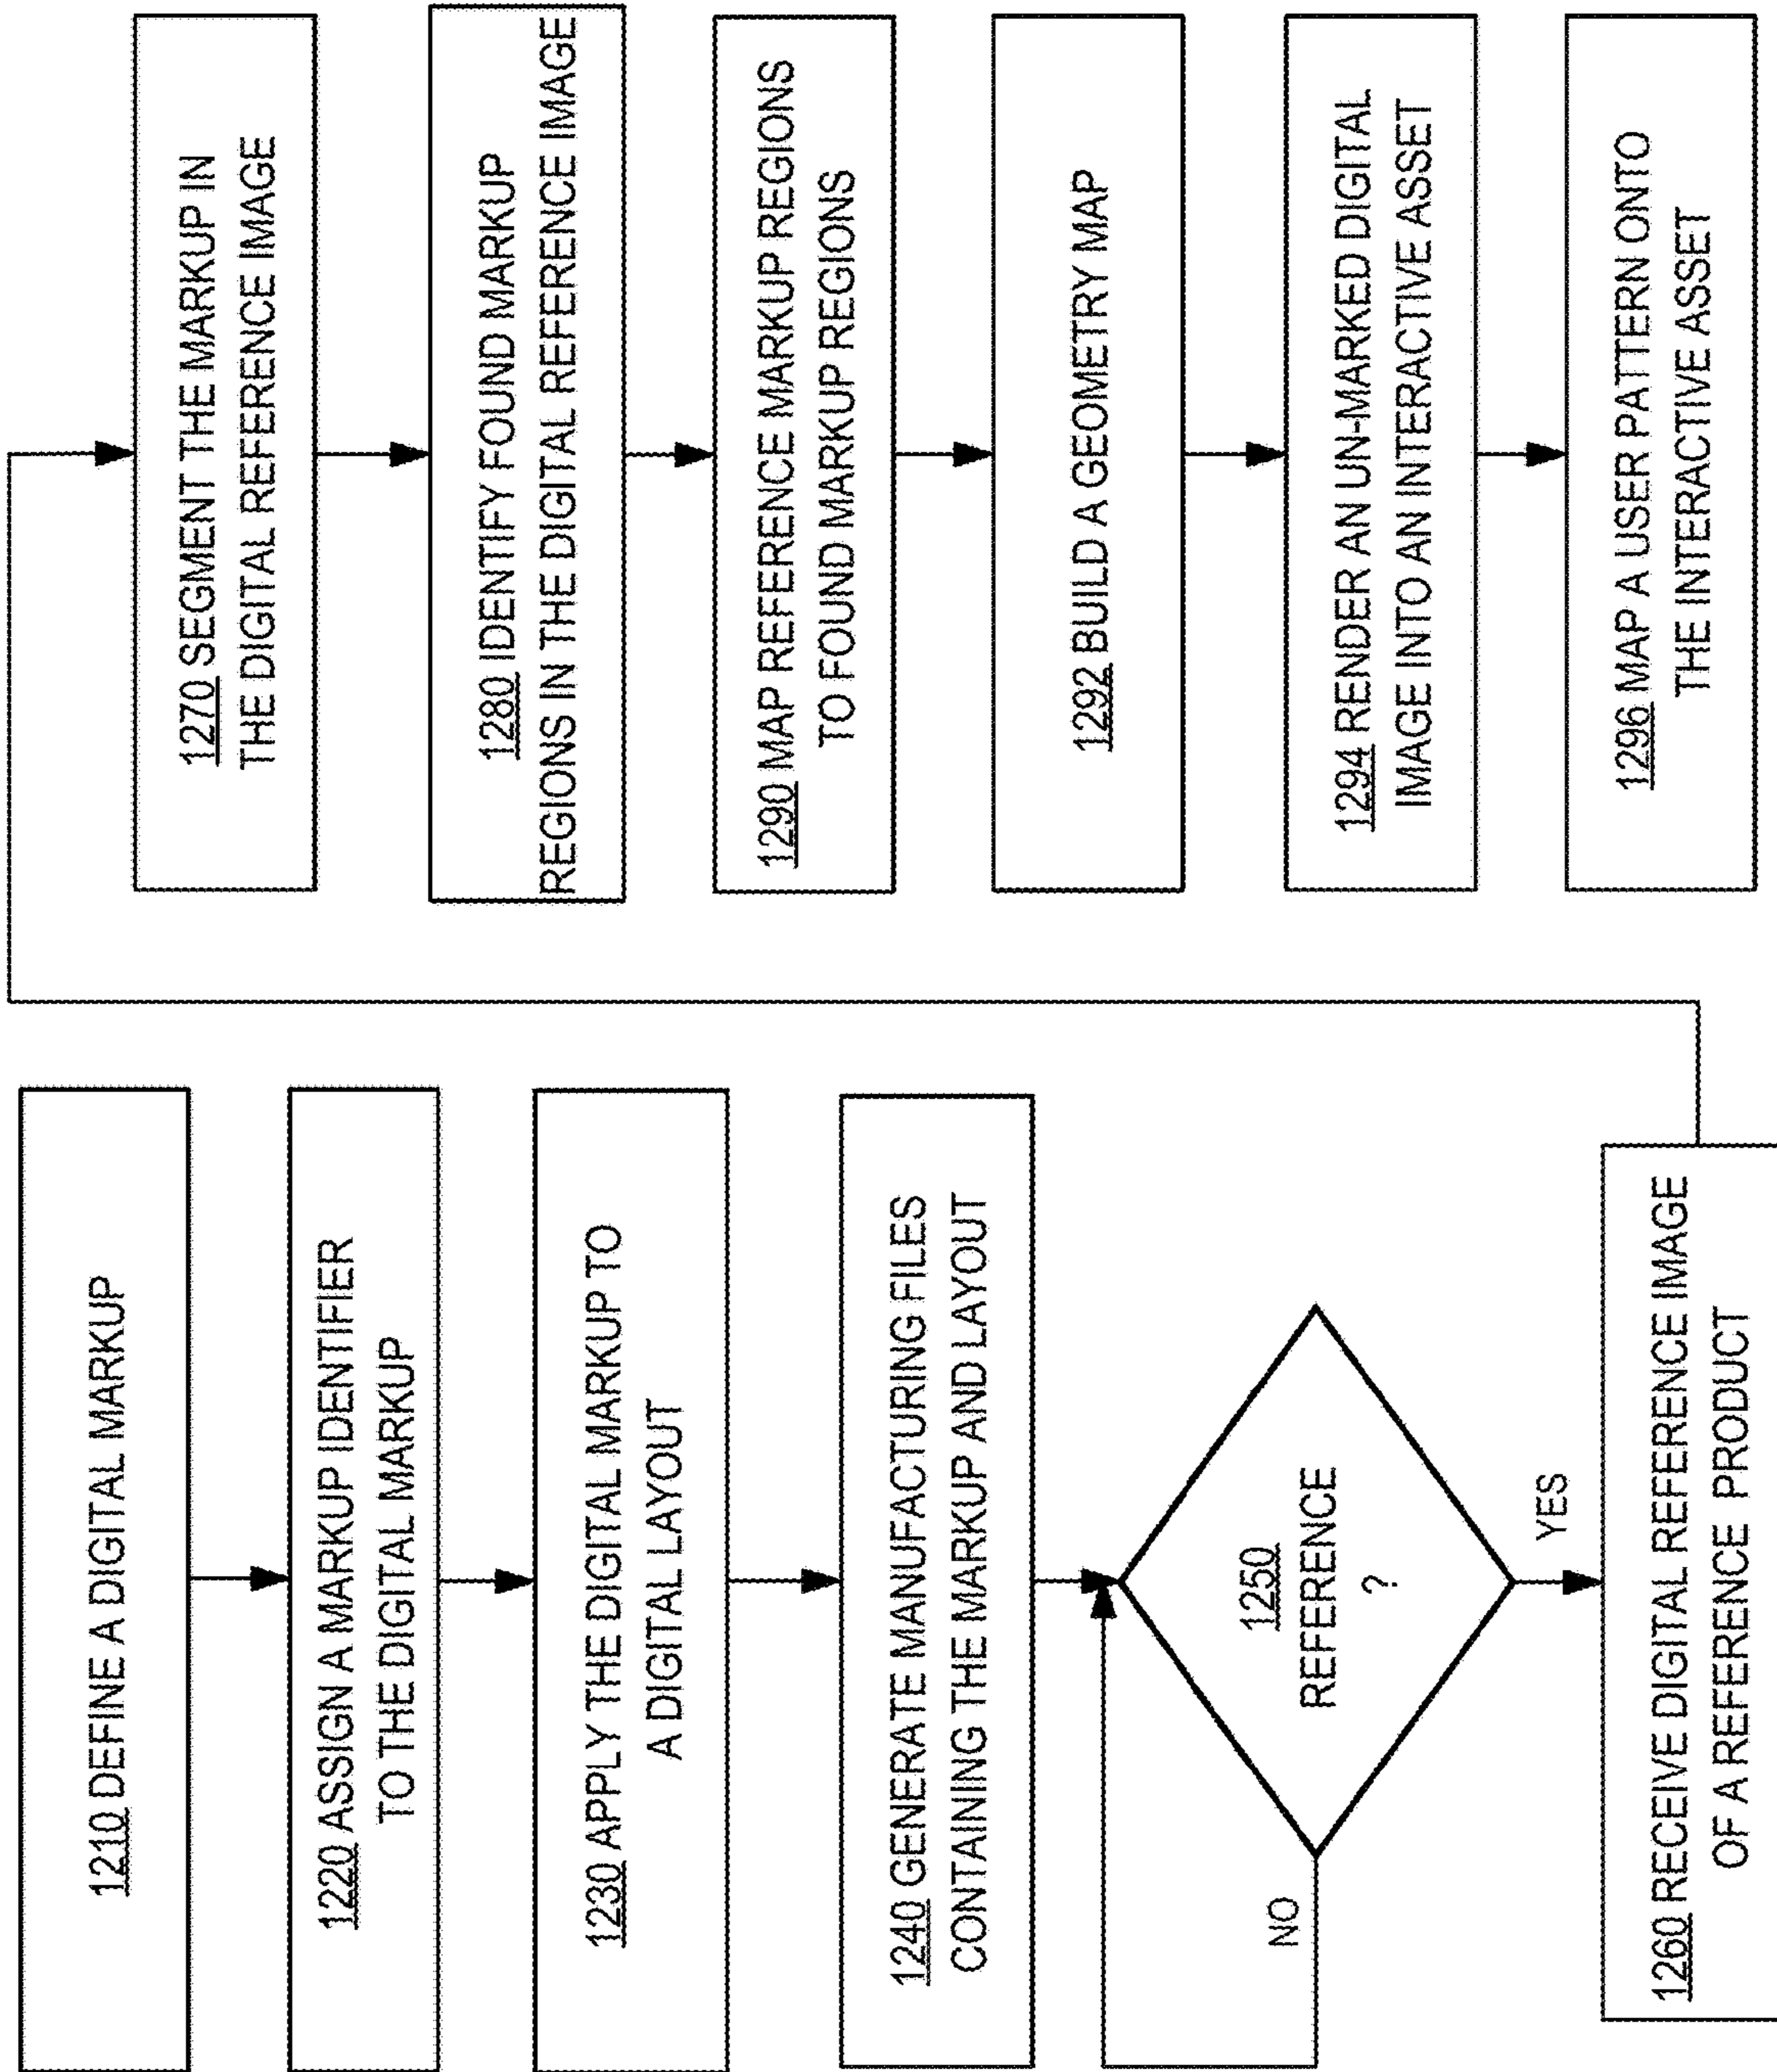 1210 DEFINE A DIGITAL MARKUP
1220 ASSIGN A MARKUP IDENTIFIER
TO THE DIGITAL MARKUP
1230 APPLY THE DIGITAL MARKUP TO
A DIGITAL LAYOUT
1240 GENERATE MANUFACTURING FILES
CONTAINING THE MARKUP AND LAYOUT
1250
REFERENCE
?
NO
YES
1260 RECEIVE DIGITAL REFERENCE IMAGE
OF A REFERENCE PRODUCT
1270 SEGMENT THE MARKUP IN
THE DIGITAL REFERENCE IMAGE
1280 IDENTIFY FOUND MARKUP
REGIONS IN THE DIGITAL REFERENCE IMAGE
1290 MAP REFERENCE MARKUP REGIONS
TO FOUND MARKUP REGIONS
1292 BUILD A GEOMETRY MAP
1294 RENDER AN UN-MARKED DIGITAL
IMAGE INTO AN INTERACTIVE ASSET
1296 MAP A USER PATTERN ONTO
THE INTERACTIVE ASSET